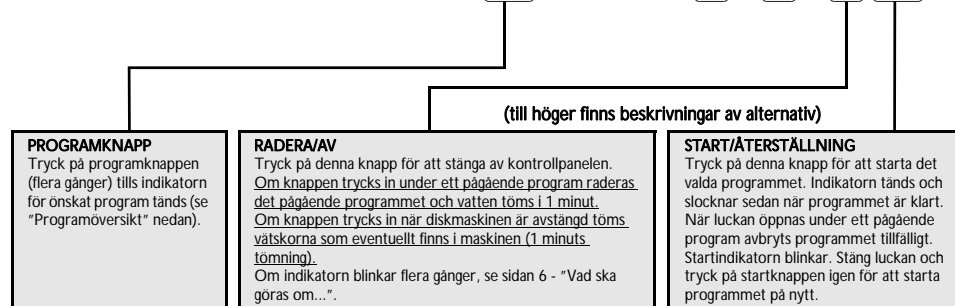 (till höger finns beskrivningar av alternativ)
PROGRAMKNAPP
Tryck på programknappen
(flera gånger) tills indikatorn
för önskat program tänds (se
"Programöversikt" nedan).
RADERA/AV
Tryck på denna knapp för att stänga av kontrollpanelen.
Om knappen trycks in under ett pågående program raderas
det pågående programmet och vatten töms i 1 minut.
Om knappen trycks in när diskmaskinen är avstängd töms
vätskorna som eventuellt finns i maskinen (1 minuts
tömning).
Om indikatorn blinkar flera gånger, se sidan 6 - "Vad ska
göras om...".
START/ÅTERSTÄLLNING
Tryck på denna knapp för att starta det
valda programmet. Indikatorn tänds och
slocknar sedan när programmet är klart.
När luckan öppnas under ett pågående
program avbryts programmet tillfälligt.
Startindikatorn blinkar. Stäng luckan och
tryck på startknappen igen för att starta
programmet på nytt.